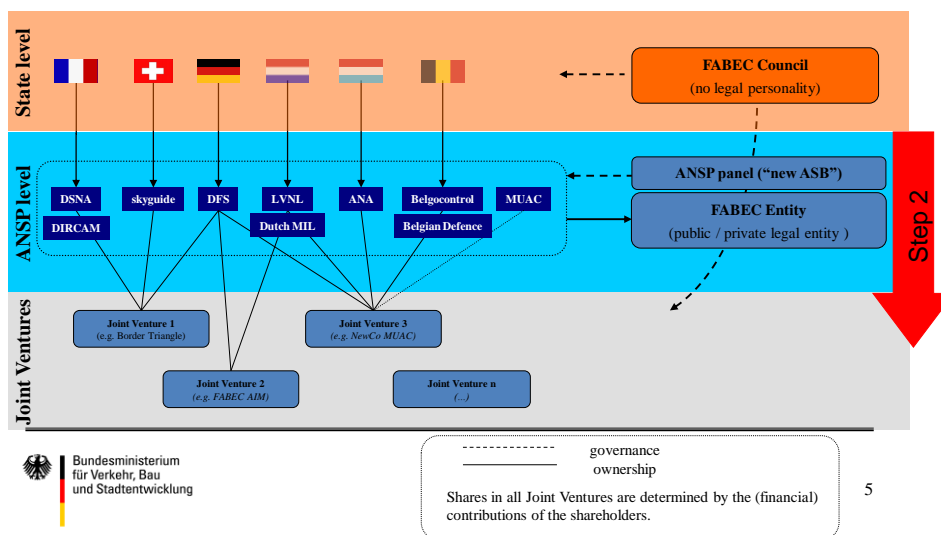 State level
FABEC Council
(no legal personality)
ANSP level
ANSP panel (“new ASB”)
DSNA
skyguide
DFS
LVNL
ANA
Belgocontrol
MUAC
DIRCAM
Dutch MIL
Belgian Defence
FABEC Entity
(public / private legal entity )
Step 2
Joint Ventures
Joint Venture 1
(e.g. Border Triangle)
Joint Venture 3
(e.g. NewCo MUAC)
Joint Venture 2
(e.g. FABEC AIM)
Joint Venture n
(...)
Bundesministerium
für Verkehr, Bau
und Stadtentwicklung
governance
ownership
Shares in all Joint Ventures are determined by the (financial)
contributions of the shareholders.
5